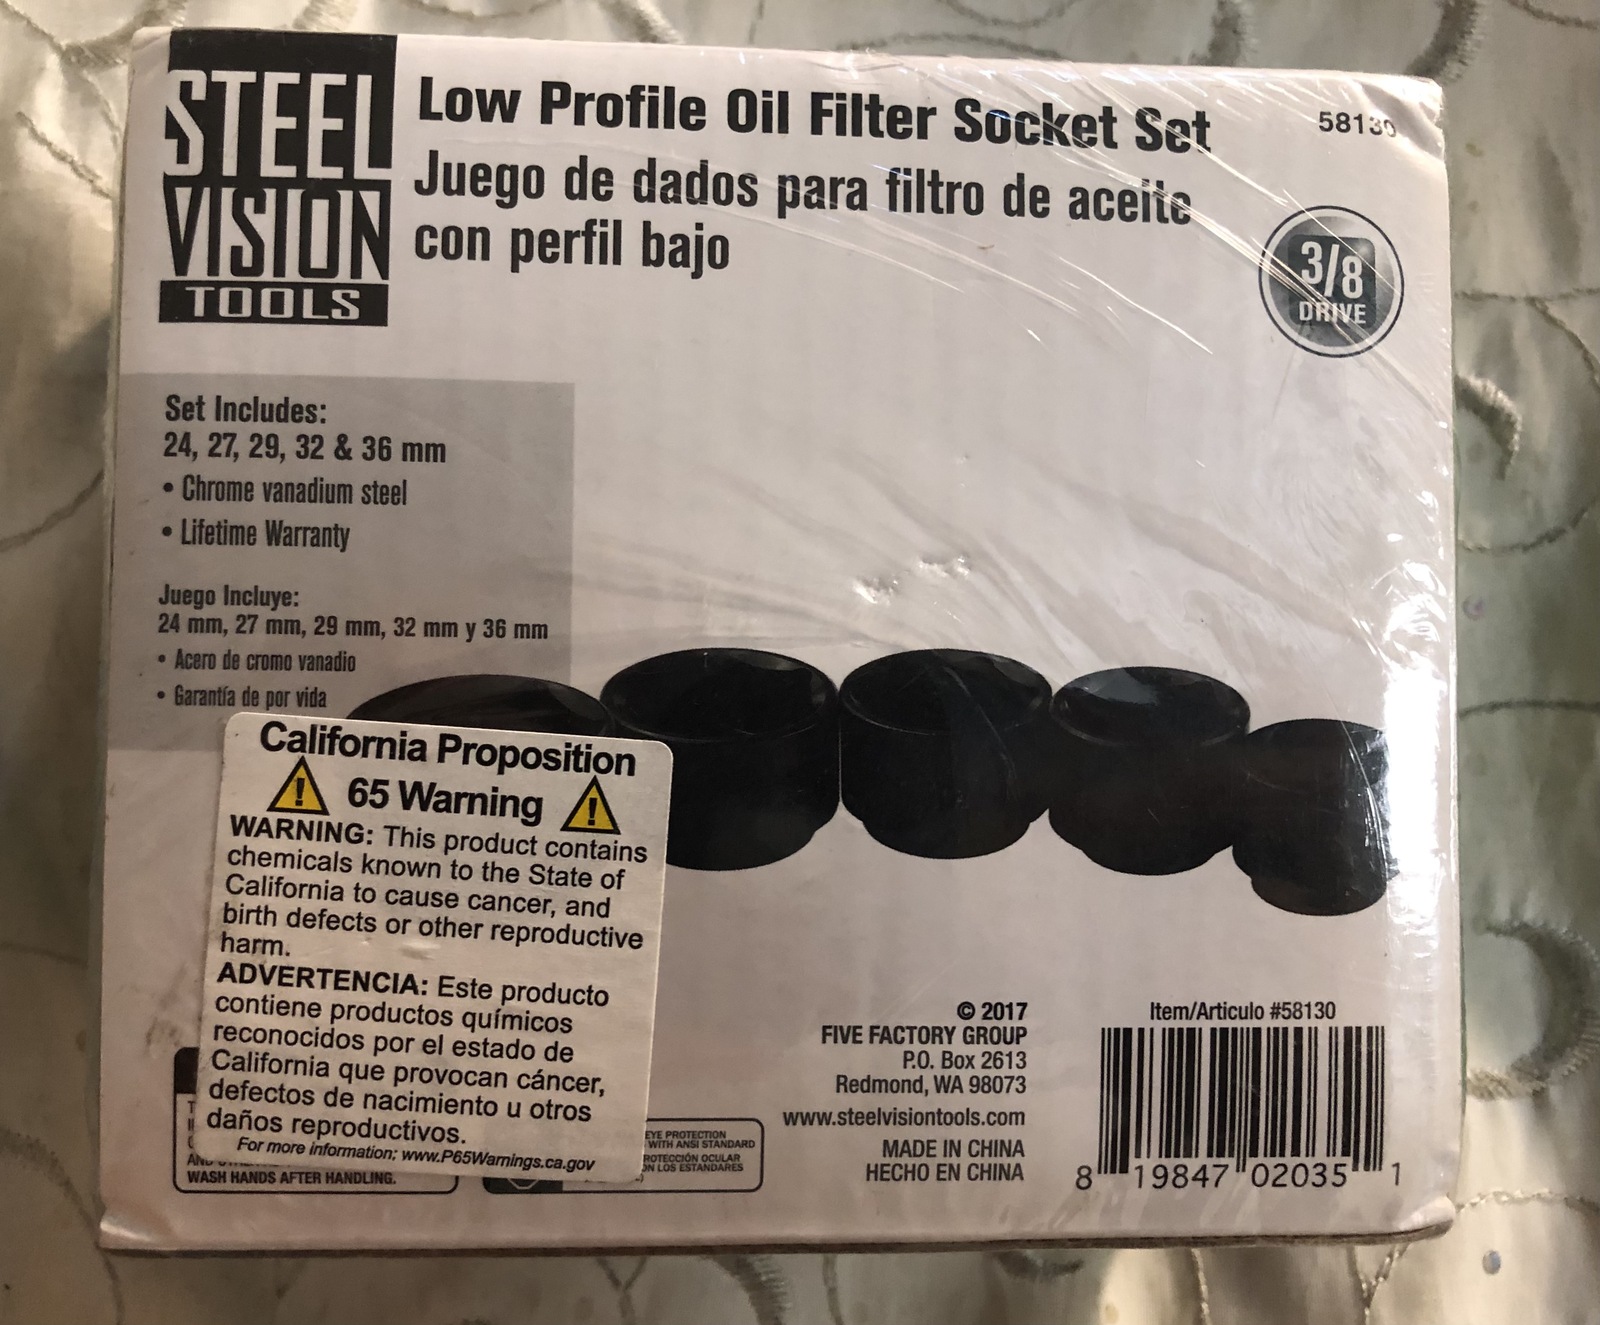 STEEL
VISION
TOOLS
Low Profile Oil Filter Socket Set
Juego de dados para filtro de aceite
con perfil bajo
58130
3/8
DRIVE
Set Includes:
24, 27, 29, 32 & 36 mm
• Chrome vanadium steel
• Lifetime Warranty
Juego Incluye:
24 mm, 27 mm, 29 mm, 32 mm y 36 mm
• Acero de cromo vanadio
• Garantía de por vida
California Proposition
65 Warning
WARNING: This product contains
chemicals known to the State of
California to cause cancer, and
birth defects or other reproductive
harm.
ADVERTENCIA: Este producto
contiene productos químicos
reconocidos por el estado de
California que provocan cáncer,
defectos de nacimiento u otros
daños reproductivos.
For more information: www.P65Warnings.ca.gov
WASH HANDS AFTER HANDLING.
EYE PROTECTION
WITH ANSI STANDARD
OCULAR
LOS ESTANDARES
© 2017
FIVE FACTORY GROUP
P.O. Box 2613
Redmond, WA 98073
www.steelvisiontools.com
MADE IN CHINA
HECHO EN CHINA
Item/Articulo #58130
8 19847 02035 1